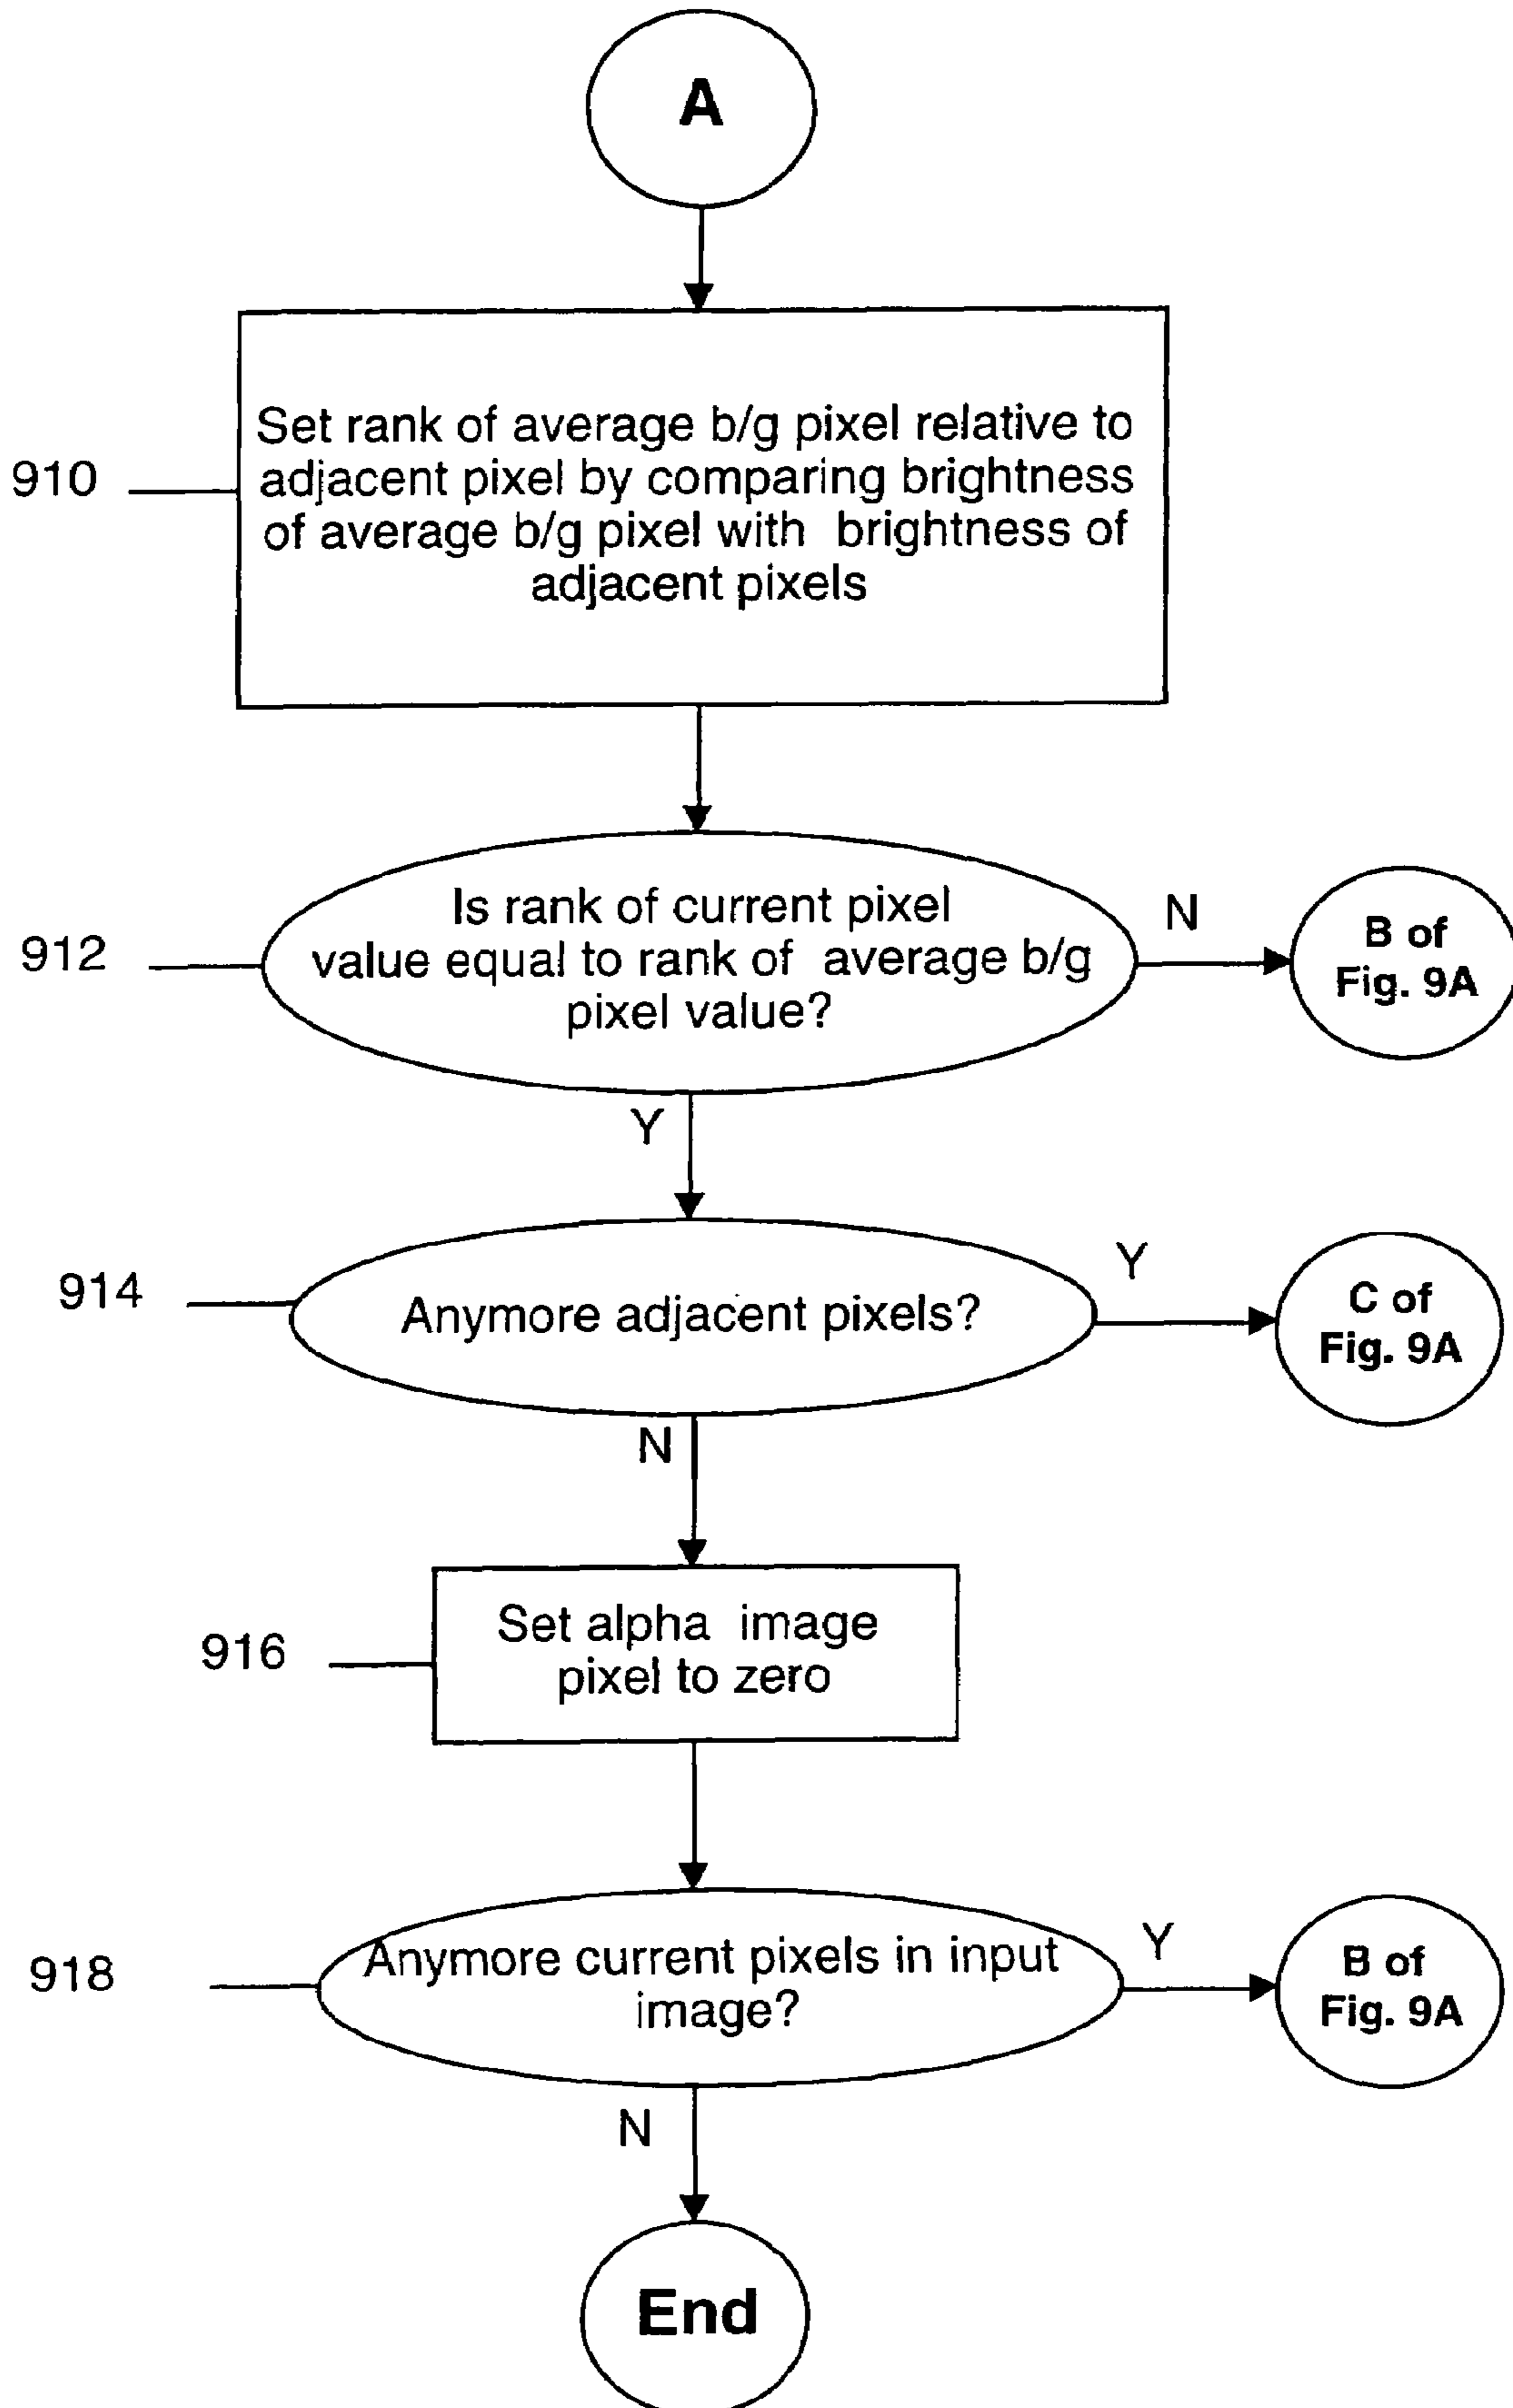 A
910
Set rank of average b/g pixel relative to
adjacent pixel by comparing brightness
of average b/g pixel with brightness of
adjacent pixels
912
Is rank of current pixel
value equal to rank of average b/g
pixel value?
N
B of
Fig. 9A
Y
914
Anymore adjacent pixels?
Y
C of
Fig. 9A
N
916
Set alpha image
pixel to zero
918
Anymore current pixels in input
image?
Y
B of
Fig. 9A
N
End